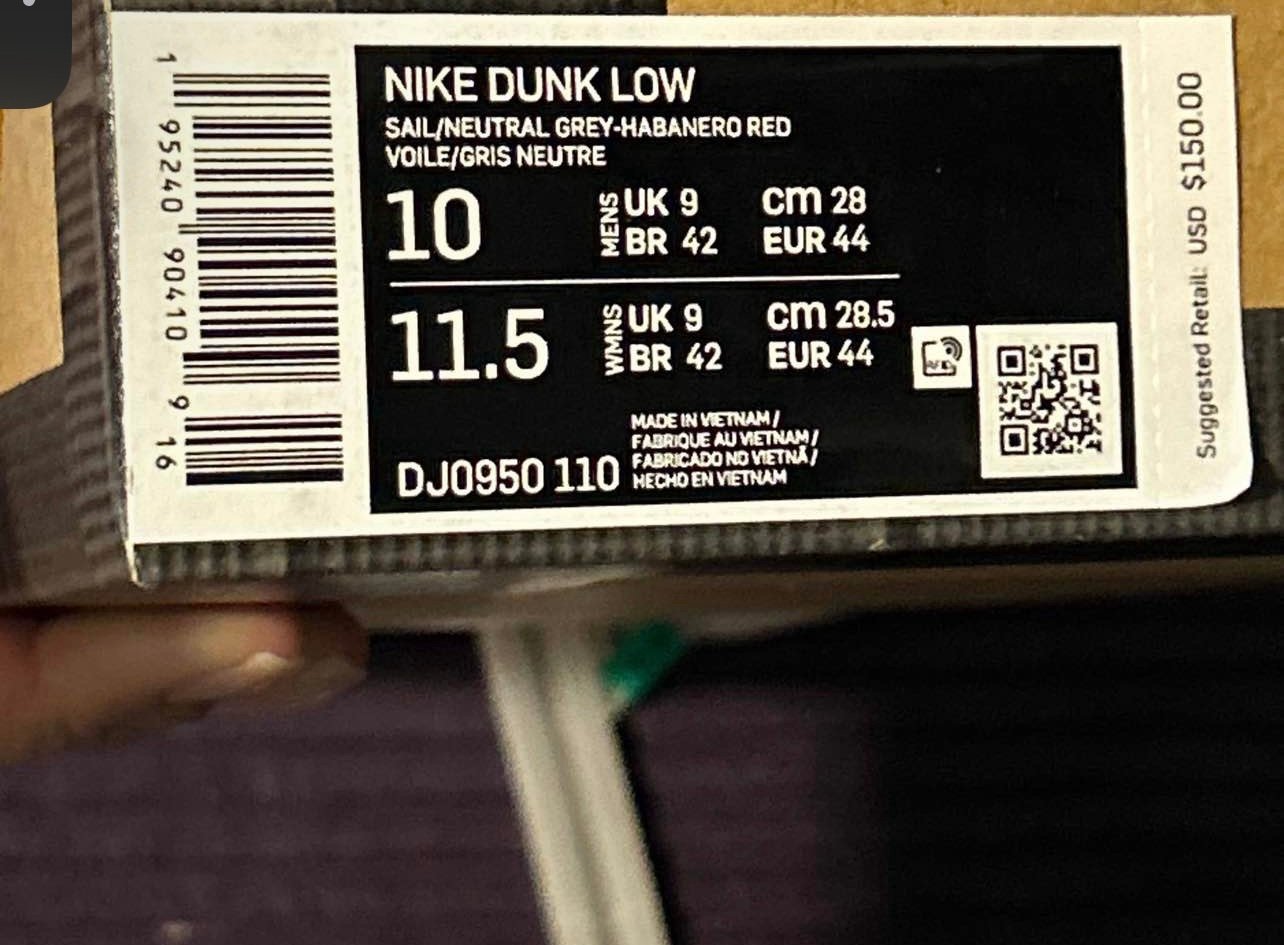 NIKE DUNK LOW
SAIL/NEUTRAL GREY-HABANERO RED
VOILE/GRIS NEUTRE
10
MENS
UK 9
cm 28
BR 42
EUR 44
11.5
WMNS
UK 9
cm 28.5
BR 42
EUR 44
DJ0950 110
MADE IN VIETNAM /
FABRIQUE AU VIETNAM /
FABRICADO NO VIETNÃ /
HECHO EN VIETNAM
1 95240 90410 9 16
Suggested Retail: USD $150.00